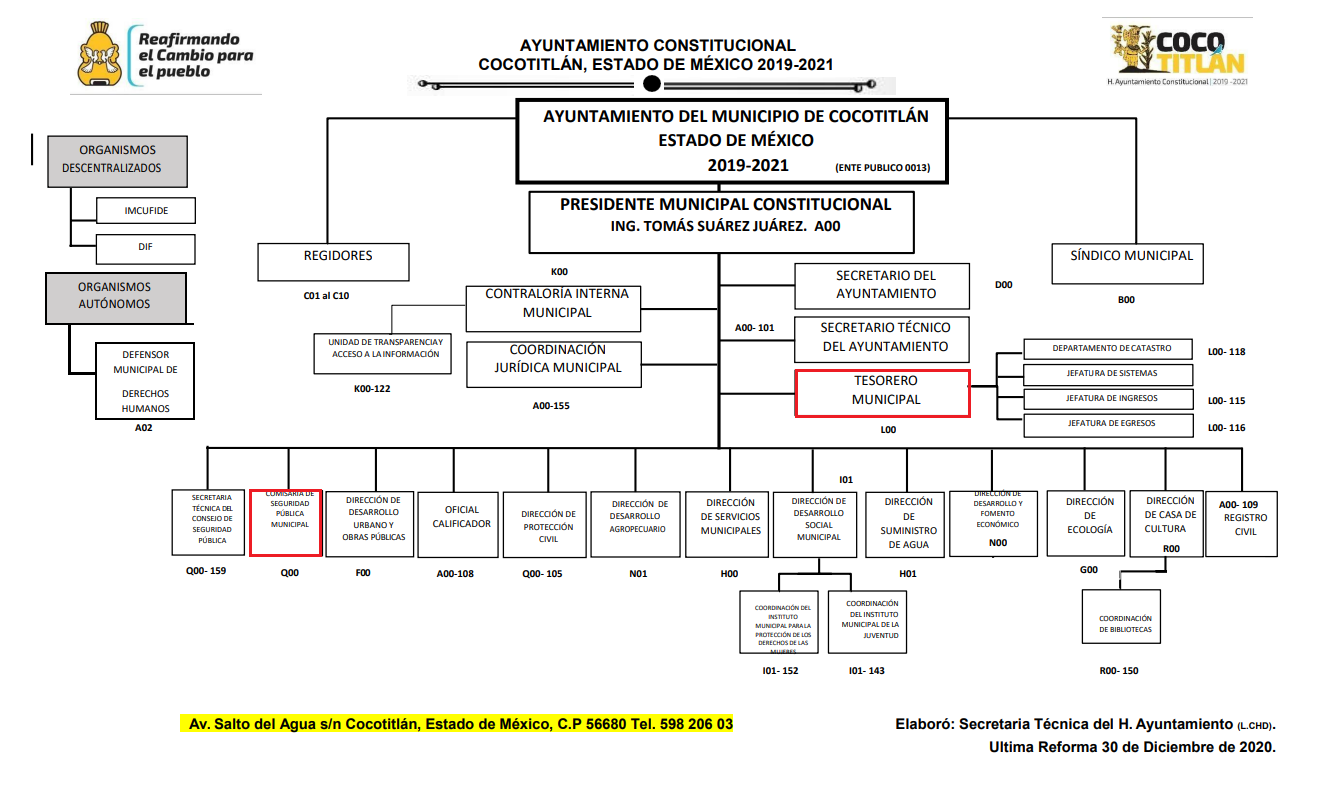 Reafirmando
el Cambio para
el pueblo
AYUNTAMIENTO CONSTITUCIONAL
COCOTITLÁN, ESTADO DE MÉXICO 2019-2021
COCO
TITLÁN
H. Ayuntamiento Constitucional | 2019 - 2021
AYUNTAMIENTO DEL MUNICIPIO DE COCOTITLÁN
ESTADO DE MÉXICO
2019-2021 (ENTE PUBLICO 0013)
PRESIDENTE MUNICIPAL CONSTITUCIONAL
ING. TOMÁS SUÁREZ JUÁREZ. A00
ORGANISMOS
DESCENTRALIZADOS
IMCUFIDE
DIF
ORGANISMOS
AUTÓNOMOS
DEFENSOR
MUNICIPAL DE
DERECHOS
HUMANOS
A02
REGIDORES
C01 al C10
SÍNDICO MUNICIPAL
B00
K00
CONTRALORÍA INTERNA
MUNICIPAL
UNIDAD DE TRANSPARENCIA Y
ACCESO A LA INFORMACIÓN
K00-122
COORDINACIÓN
JURÍDICA MUNICIPAL
A00-155
SECRETARIO DEL
AYUNTAMIENTO
D00
A00- 101
SECRETARIO TÉCNICO
DEL AYUNTAMIENTO
TESORERO
MUNICIPAL
L00
DEPARTAMENTO DE CATASTRO
L00- 118
JEFATURA DE SISTEMAS
JEFATURA DE INGRESOS
L00- 115
JEFATURA DE EGRESOS
L00- 116
SECRETARIA
TÉCNICA DEL
CONSEJO DE
SEGURIDAD
PÚBLICA
Q00- 159
COMISARIA DE
SEGURIDAD
PÚBLICA
MUNICIPAL
Q00
DIRECCIÓN DE
DESARROLLO
URBANO Y
OBRAS PÚBLICAS
F00
OFICIAL
CALIFICADOR
A00-108
DIRECCIÓN DE
PROTECCIÓN
CIVIL
Q00- 105
DIRECCIÓN DE
DESARROLLO
AGROPECUARIO
N01
DIRECCIÓN
DE SERVICIOS
MUNICIPALES
H00
I01
DIRECCIÓN DE
DESARROLLO
SOCIAL
MUNICIPAL
DIRECCIÓN
DE
SUMINISTRO
DE AGUA
H01
DIRECCIÓN DE
DESARROLLO Y
FOMENTO
ECONÓMICO
N00
DIRECCIÓN
DE
ECOLOGÍA
G00
DIRECCIÓN
DE CASA DE
CULTURA
R00
A00- 109
REGISTRO
CIVIL
COORDINACIÓN DEL
INSTITUTO
MUNICIPAL PARA LA
PROTECCIÓN DE LOS
DERECHOS DE LAS
MUJERES
I01- 152
COORDINACIÓN
DEL INSTITUTO
MUNICIPAL DE LA
JUVENTUD
I01- 143
COORDINACIÓN
DE BIBLIOTECAS
R00- 150
Av. Salto del Agua s/n Cocotitlán, Estado de México, C.P 56680 Tel. 598 206 03
Elaboró: Secretaria Técnica del H. Ayuntamiento (L.CHD).
Ultima Reforma 30 de Diciembre de 2020.